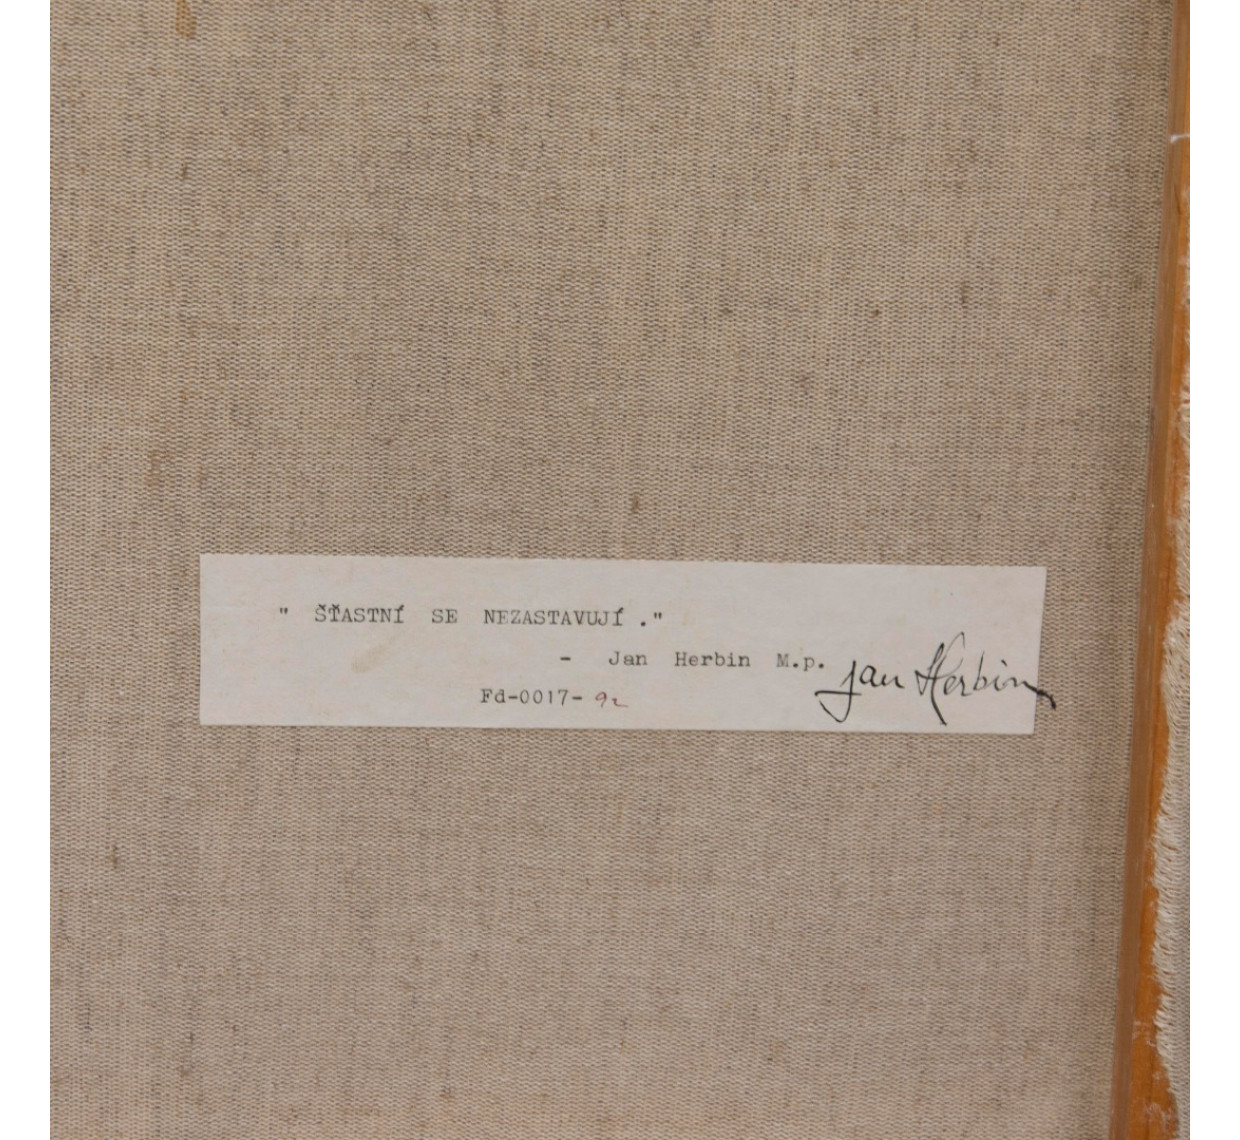 " ŠŤASTNÍ SE NEZASTAVUJÍ ."
- Jan Herbin M.p. Jan Herbin
Fd-0017- 92